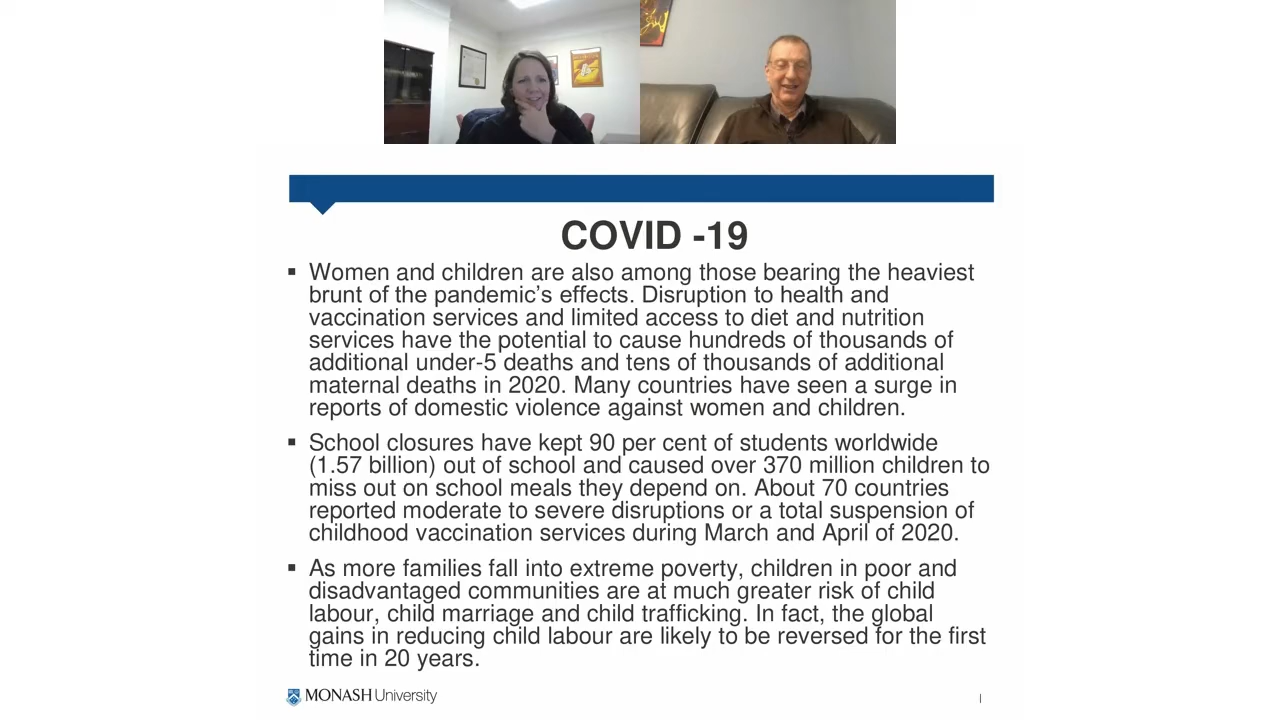 COVID -19
▪ Women and children are also among those bearing the heaviest
brunt of the pandemic’s effects. Disruption to health and
vaccination services and limited access to diet and nutrition
services have the potential to cause hundreds of thousands of
additional under-5 deaths and tens of thousands of additional
maternal deaths in 2020. Many countries have seen a surge in
reports of domestic violence against women and children.
▪ School closures have kept 90 per cent of students worldwide
(1.57 billion) out of school and caused over 370 million children to
miss out on school meals they depend on. About 70 countries
reported moderate to severe disruptions or a total suspension of
childhood vaccination services during March and April of 2020.
▪ As more families fall into extreme poverty, children in poor and
disadvantaged communities are at much greater risk of child
labour, child marriage and child trafficking. In fact, the global
gains in reducing child labour are likely to be reversed for the first
time in 20 years.
MONASH University